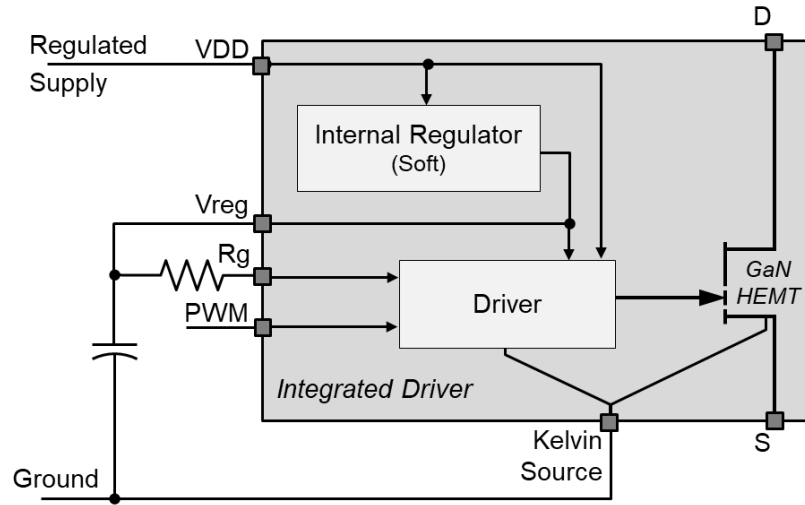 D
Regulated
Supply
VDD
Internal Regulator
(Soft)
Vreg
Rg
PWM
Driver
GaN
HEMT
Integrated Driver
Kelvin
Source
S
Ground